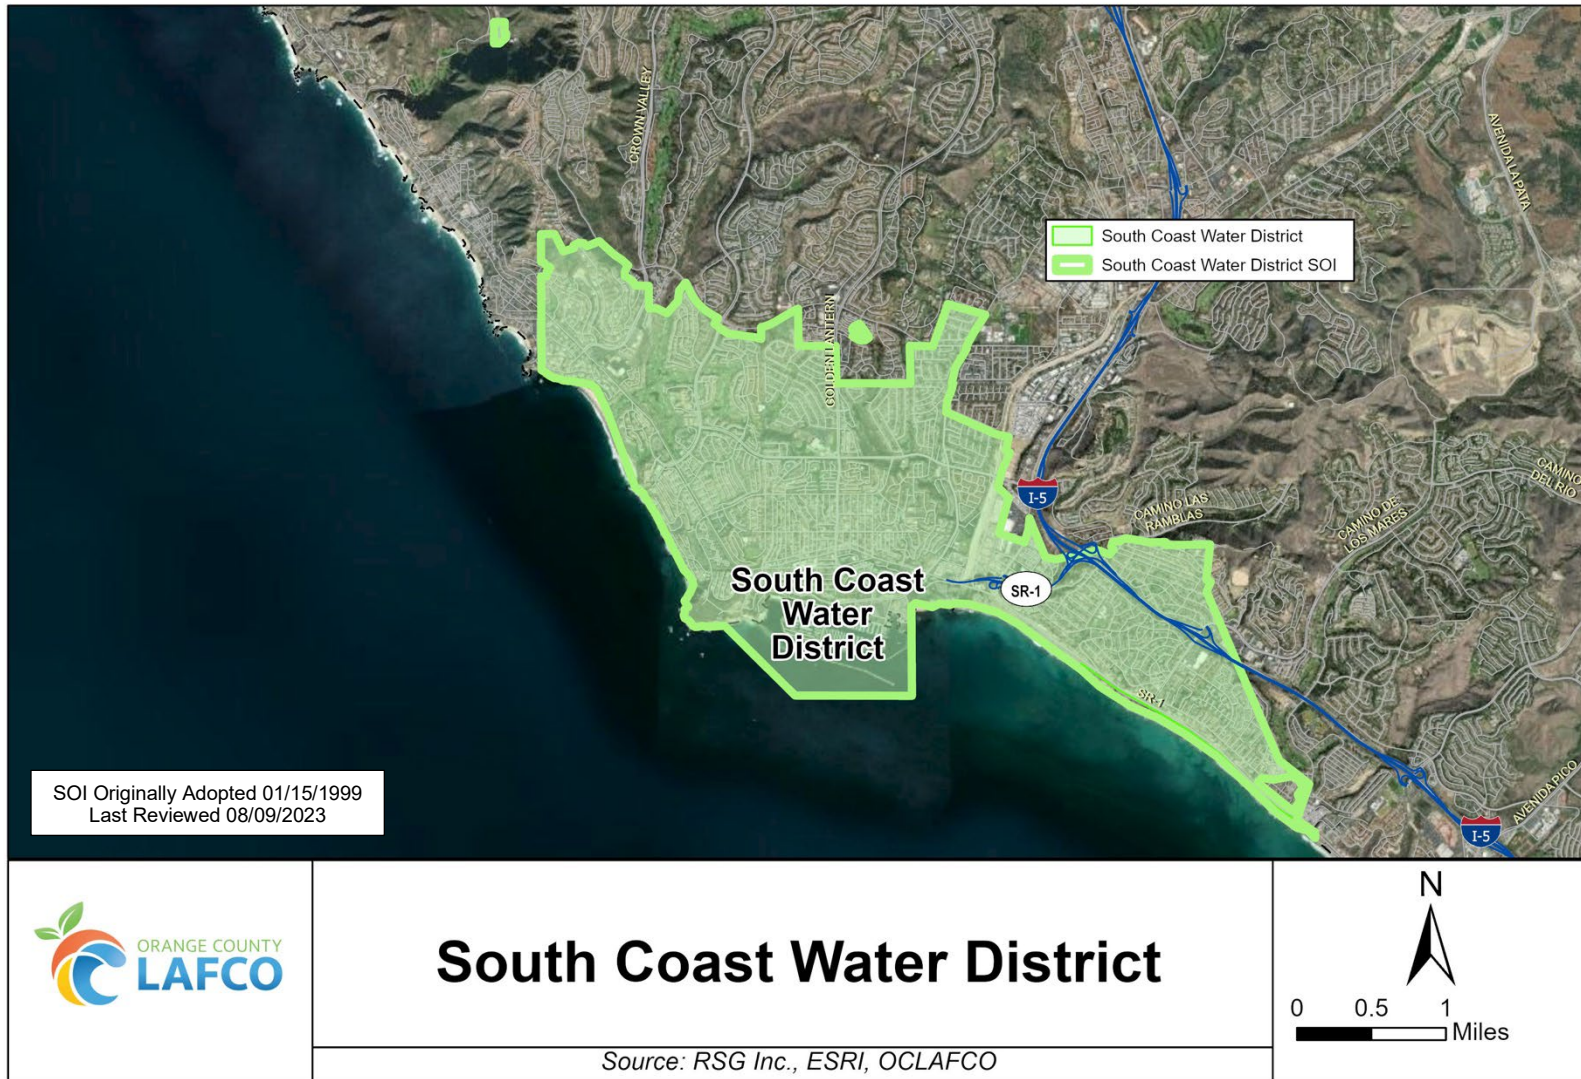 CROWN VALLEY
AVENIDA LA PATA
South Coast Water District
South Coast Water District SOI
GOLDEN LANTERN
I-5
CAMINO LAS
RAMBLAS
CAMINO DE
LOS MARES
CAMINO
DEL RIO
South Coast
Water
District
SR-1
SR-1
AVENIDA PICO
I-5
SOI Originally Adopted 01/15/1999
Last Reviewed 08/09/2023
ORANGE COUNTY
LAFCO
South Coast Water District
Source: RSG Inc., ESRI, OCLAFCO
N
0 0.5 1
Miles